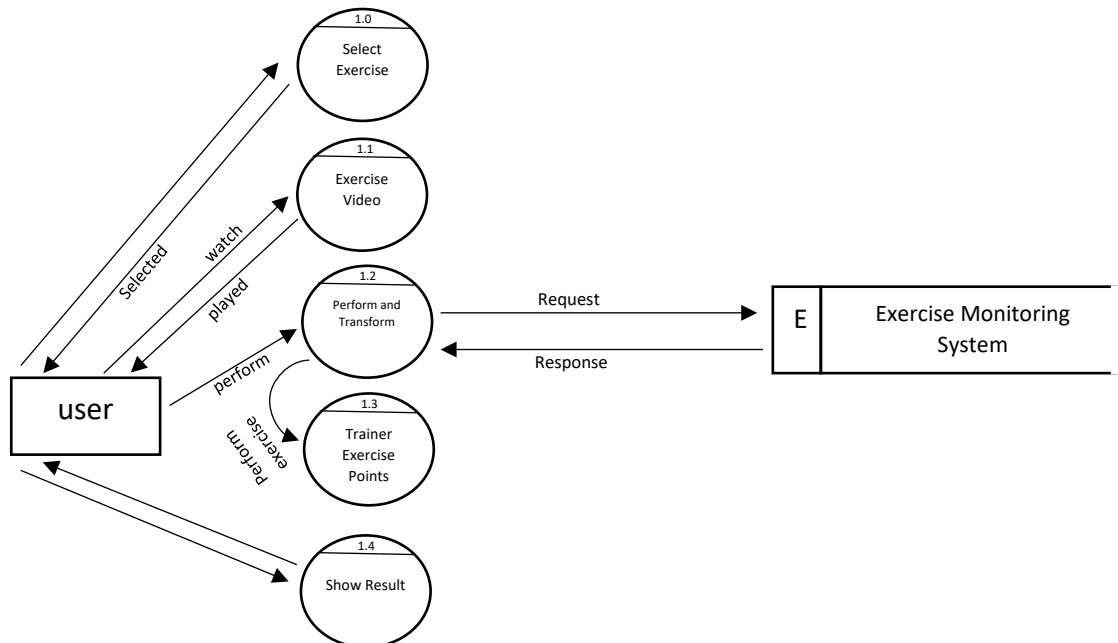 1.0
Select
Exercise
1.1
Exercise
Video
Selected
watch
played
1.2
Perform and
Transform
Request
Response
E
Exercise Monitoring
System
perform
user
Perform
exercise
1.3
Trainer
Exercise
Points
1.4
Show Result